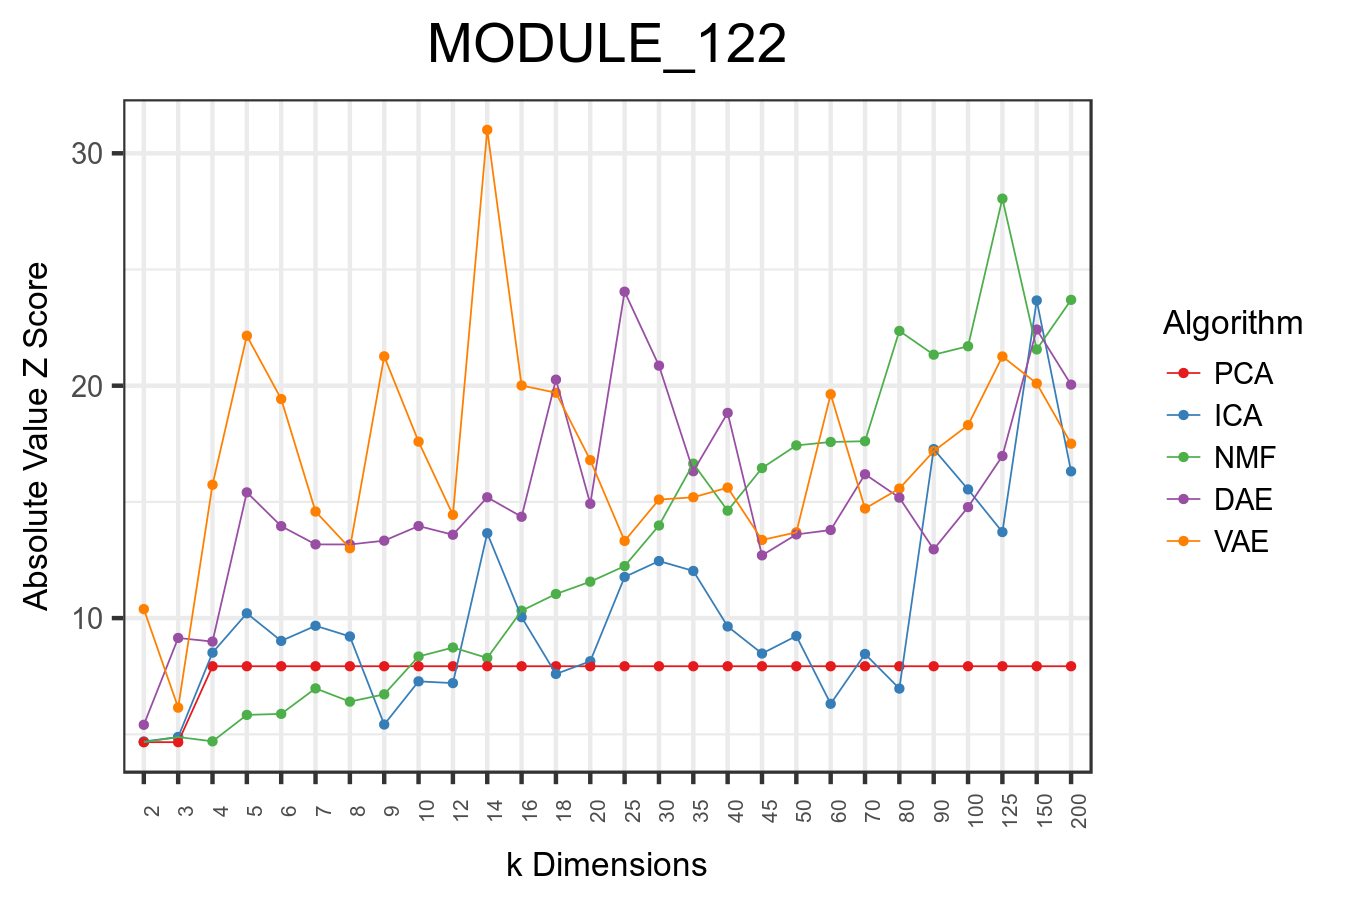 MODULE_122
30
20
10
Absolute Value Z Score
2 3 4 5 6 7 8 9 10 12 14 16 18 20 25 30 35 40 45 50 60 70 80 90 100 125 150 200
k Dimensions
Algorithm
PCA
ICA
NMF
DAE
VAE